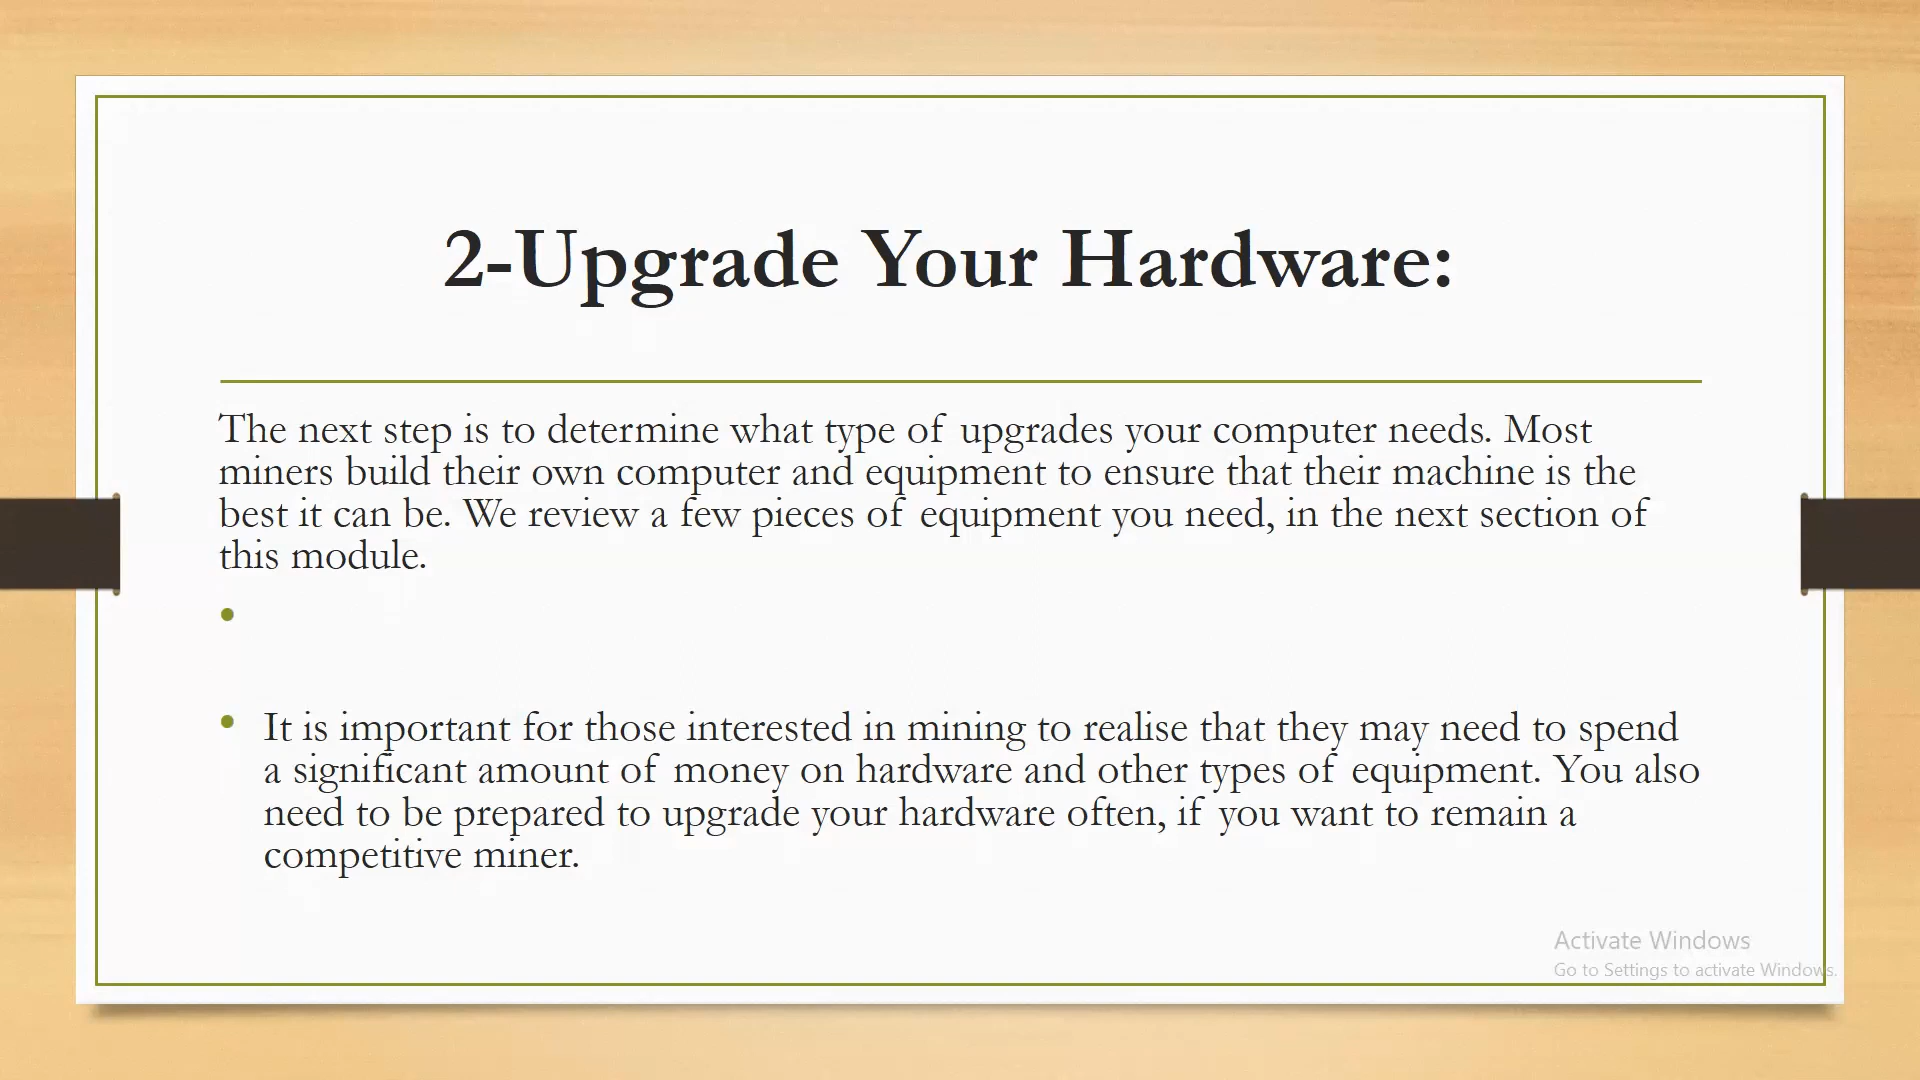 2-Upgrade Your Hardware:
The next step is to determine what type of upgrades your computer needs. Most
miners build their own computer and equipment to ensure that their machine is the
best it can be. We review a few pieces of equipment you need, in the next section of
this module.
•
• It is important for those interested in mining to realise that they may need to spend
a significant amount of money on hardware and other types of equipment. You also
need to be prepared to upgrade your hardware often, if you want to remain a
competitive miner.
Activate Windows
Go to Settings to activate Windows.